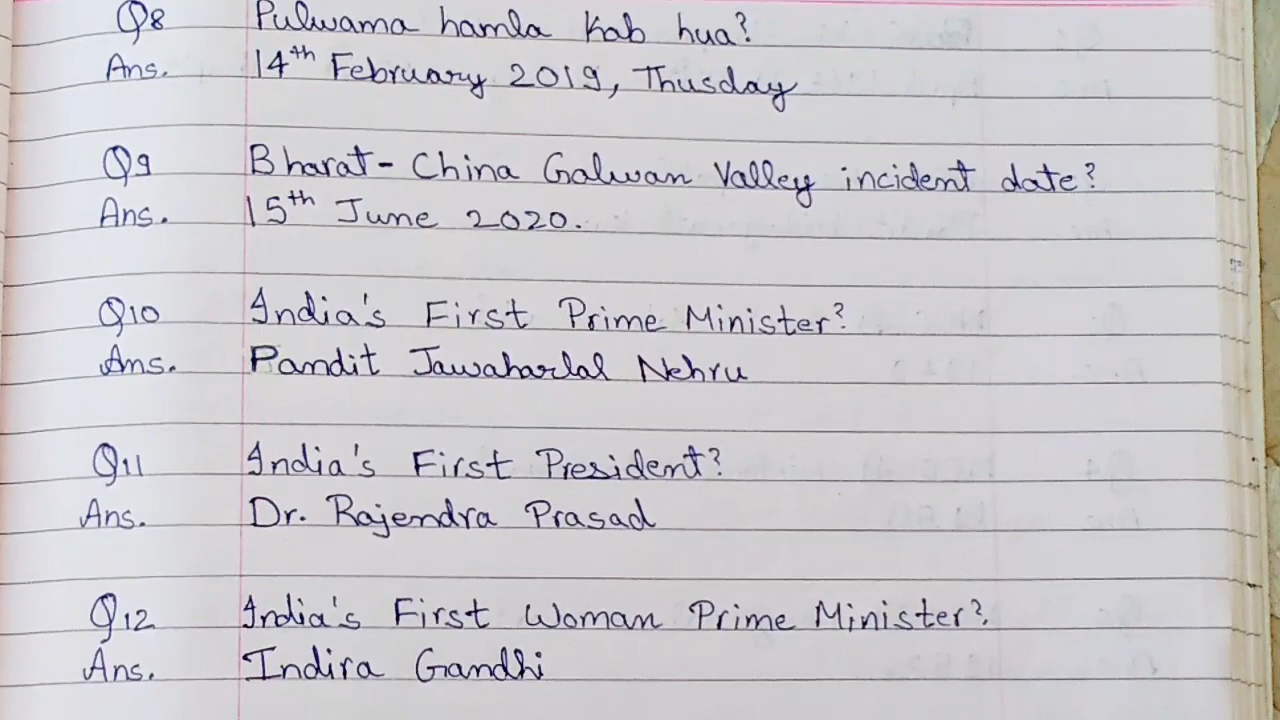 Q8 Pulwama hamla kab hua?
Ans. 14th February 2019, Thusday
Q9 Bharat-China Galwan Valley incident date?
Ans. 15th June 2020.
Q10 India's First Prime Minister?
Ans. Pandit Jawaharlal Nehru
Q11 India's First President?
Ans. Dr. Rajendra Prasad
Q12 India's First Woman Prime Minister?
Ans. Indira Gandhi